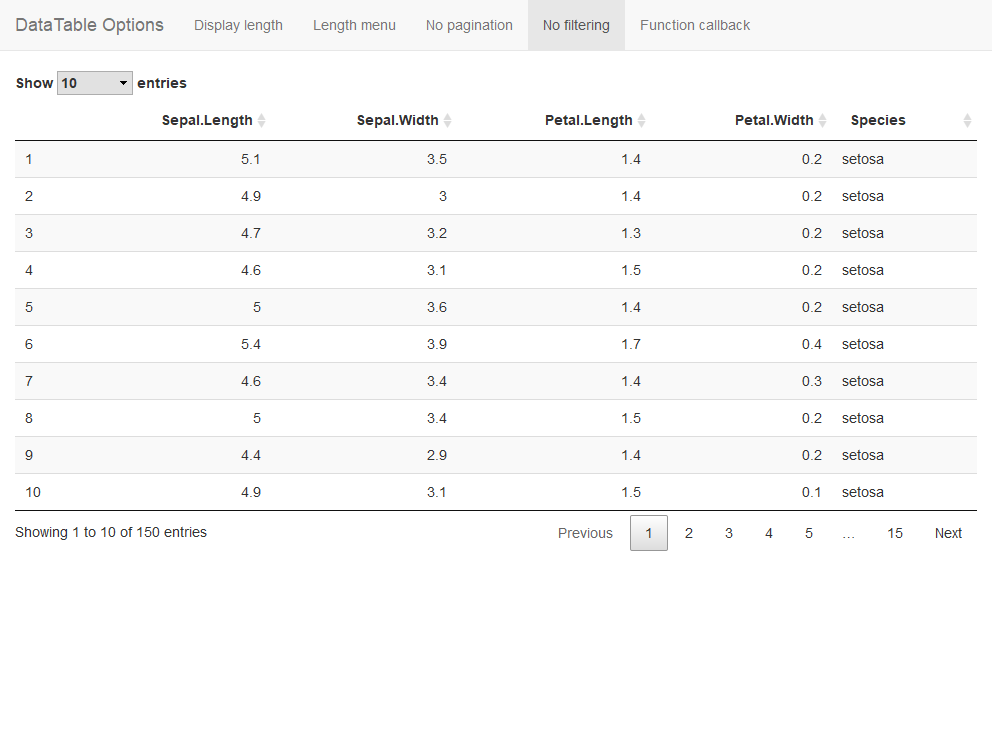 DataTable Options Display length Length menu No pagination No filtering Function callback
Show 10 entries
Sepal.Length Sepal.Width Petal.Length Petal.Width Species
1 5.1 3.5 1.4 0.2 setosa
2 4.9 3 1.4 0.2 setosa
3 4.7 3.2 1.3 0.2 setosa
4 4.6 3.1 1.5 0.2 setosa
5 5 3.6 1.4 0.2 setosa
6 5.4 3.9 1.7 0.4 setosa
7 4.6 3.4 1.4 0.3 setosa
8 5 3.4 1.5 0.2 setosa
9 4.4 2.9 1.4 0.2 setosa
10 4.9 3.1 1.5 0.1 setosa
Showing 1 to 10 of 150 entries Previous 1 2 3 4 5 … 15 Next